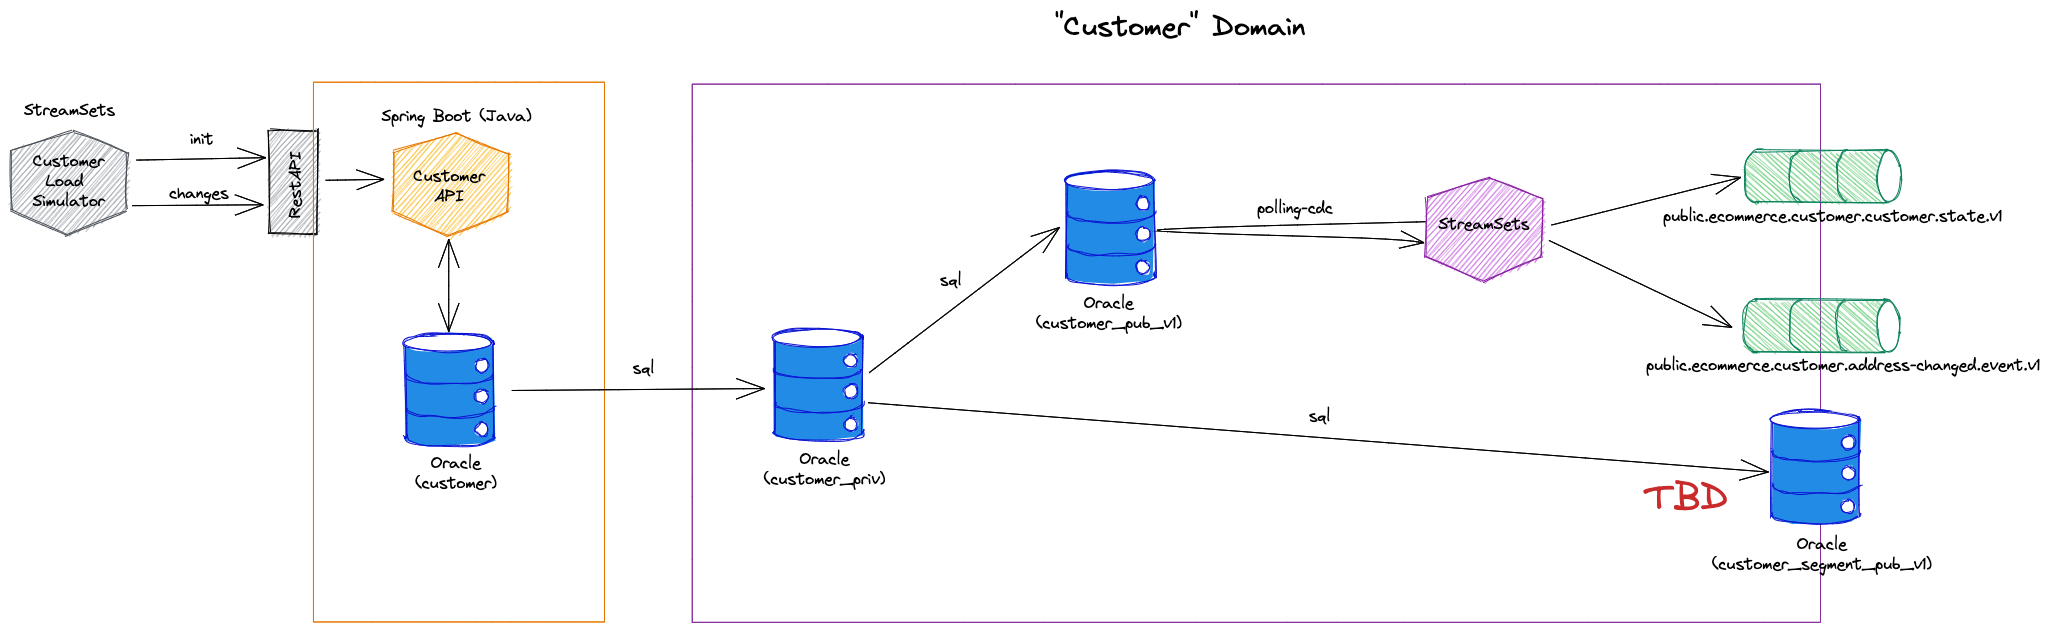 "Customer" Domain
StreamSets
Customer
Load
Simulator
init
changes
RestAPI
Spring Boot (Java)
Customer
API
Oracle
(customer)
sql
Oracle
(customer_priv)
sql
Oracle
(customer_pub_v1)
polling-cdc
StreamSets
public.ecommerce.customer.customer.state.v1
public.ecommerce.customer.address-changed.event.v1
sql
TBD
Oracle
(customer_segment_pub_v1)